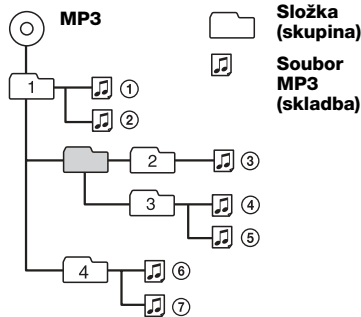 MP3
Složka
(skupina)
Soubor
MP3
(skladba)
1
①
②
2
③
3
④
⑤
4
⑥
⑦